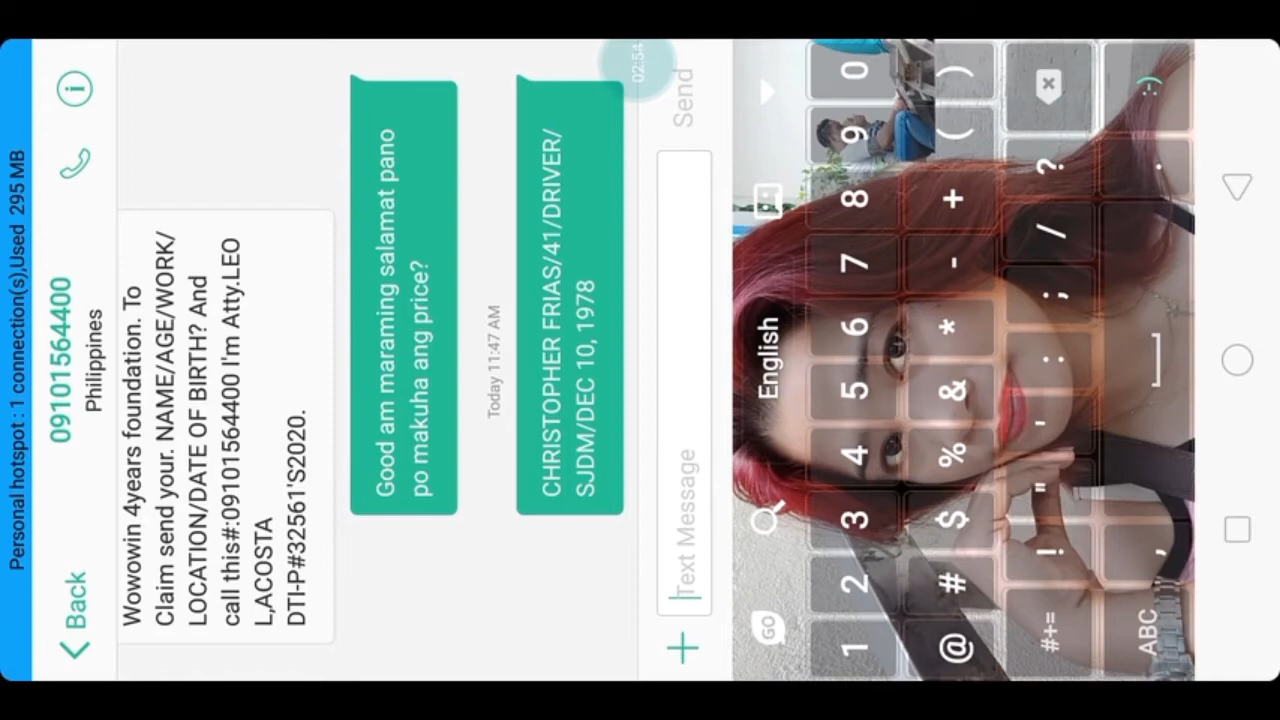 Personal hotspot : 1 connection(s),Used 295 MB
Back
09101564400
Philippines
Wowowin 4years foundation. To
Claim send your. NAME/AGE/WORK/
LOCATION/DATE OF BIRTH? And
call this#:09101564400 I'm Atty.LEO
L,ACOSTA
DTI-P#32561'S2020.
Good am maraming salamat pano
po makuha ang price?
Today 11:47 AM
CHRISTOPHER FRIAS/41/DRIVER/
SJDM/DEC 10, 1978
02:54
Text Message
Send
GO
English
1 2 3 4 5 6 7 8 9 0
@ # $ % & * - + ( )
#+= ! " ' : ; / ?
ABC , . :-)